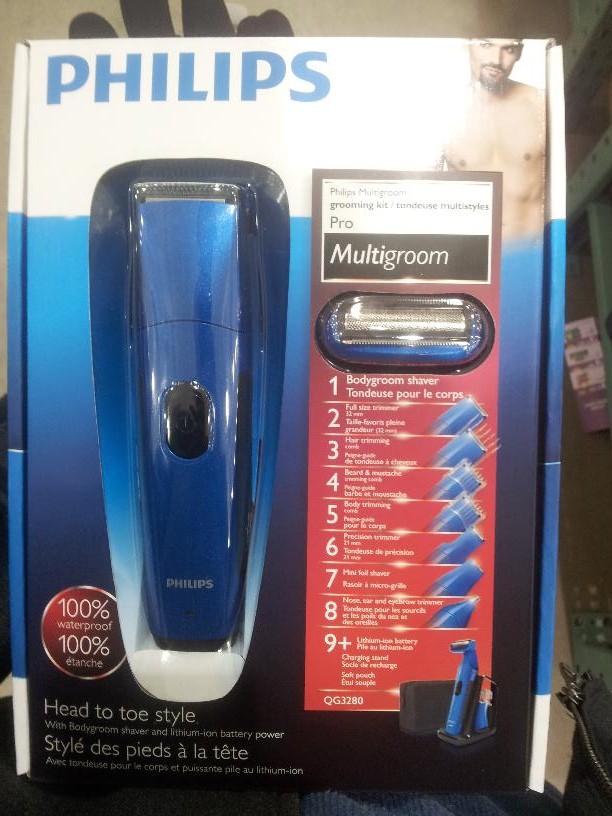 PHILIPS
Philips Multigroom
grooming kit / tondeuse multistyles
Pro
Multigroom
1 Bodygroom shaver
Tondeuse pour le corps
2 Full size trimmer
32 mm
Taille-favoris pleine
grandeur (32 mm)
3 Hair trimming
comb
Peigne-guide
de tondeuse à cheveux
4 Beard & mustache
trimming comb
Peigne-guide
barbe et moustache
5 Body trimming
comb
Peigne-guide
pour le corps
6 Precision trimmer
21 mm
Tondeuse de précision
21 mm
7 Mini foil shaver
Rasoir à micro-grille
8 Nose, ear and eyebrow trimmer
Tondeuse pour les sourcils
et les poils du nez et
des oreilles
9+ Lithium-ion battery
Pile au lithium-ion
Charging stand
Socle de recharge
Soft pouch
Étui souple
QG3280
PHILIPS
100%
waterproof
100%
étanche
Head to toe style
With Bodygroom shaver and lithium-ion battery power
Stylé des pieds à la tête
Avec tondeuse pour le corps et puissante pile au lithium-ion